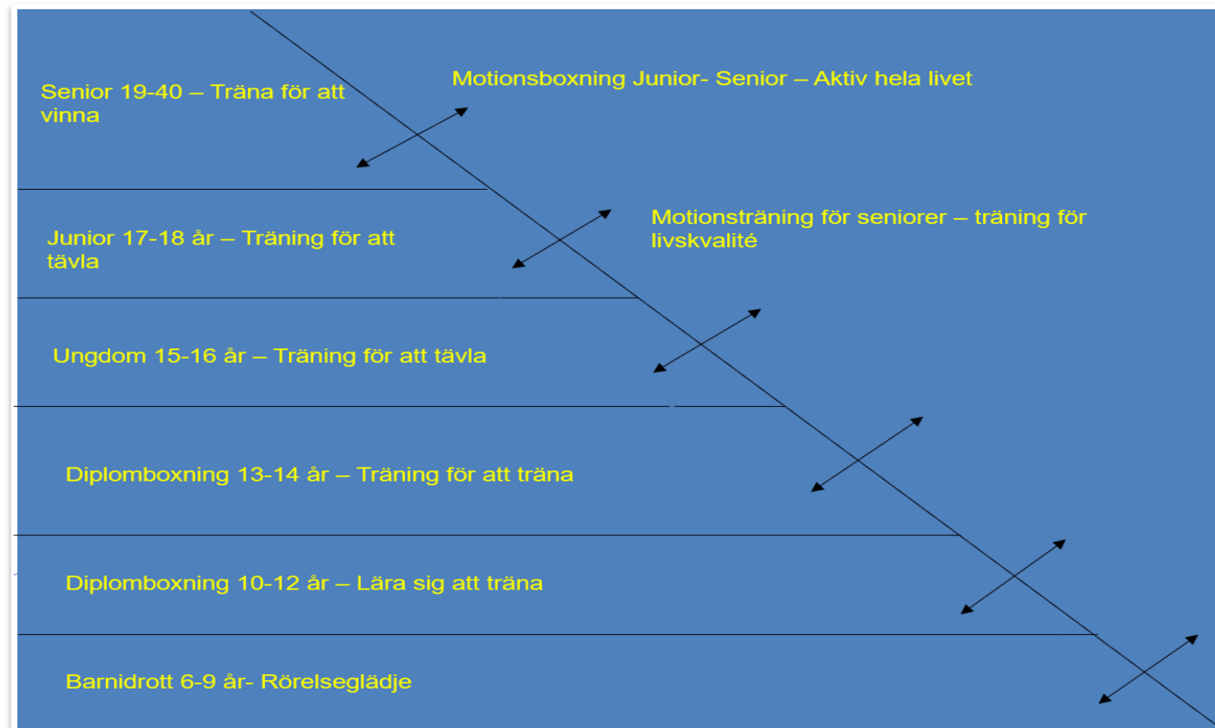 Senior 19-40 – Träna för att
vinna
Motionsboxning Junior- Senior – Aktiv hela livet
Junior 17-18 år – Träning för att
tävla
Motionsträning för seniorer – träning för
livskvalité
Ungdom 15-16 år – Träning för att tävla
Diplomboxning 13-14 år – Träning för att träna
Diplomboxning 10-12 år – Lära sig att träna
Barnidrott 6-9 år- Rörelseglädje